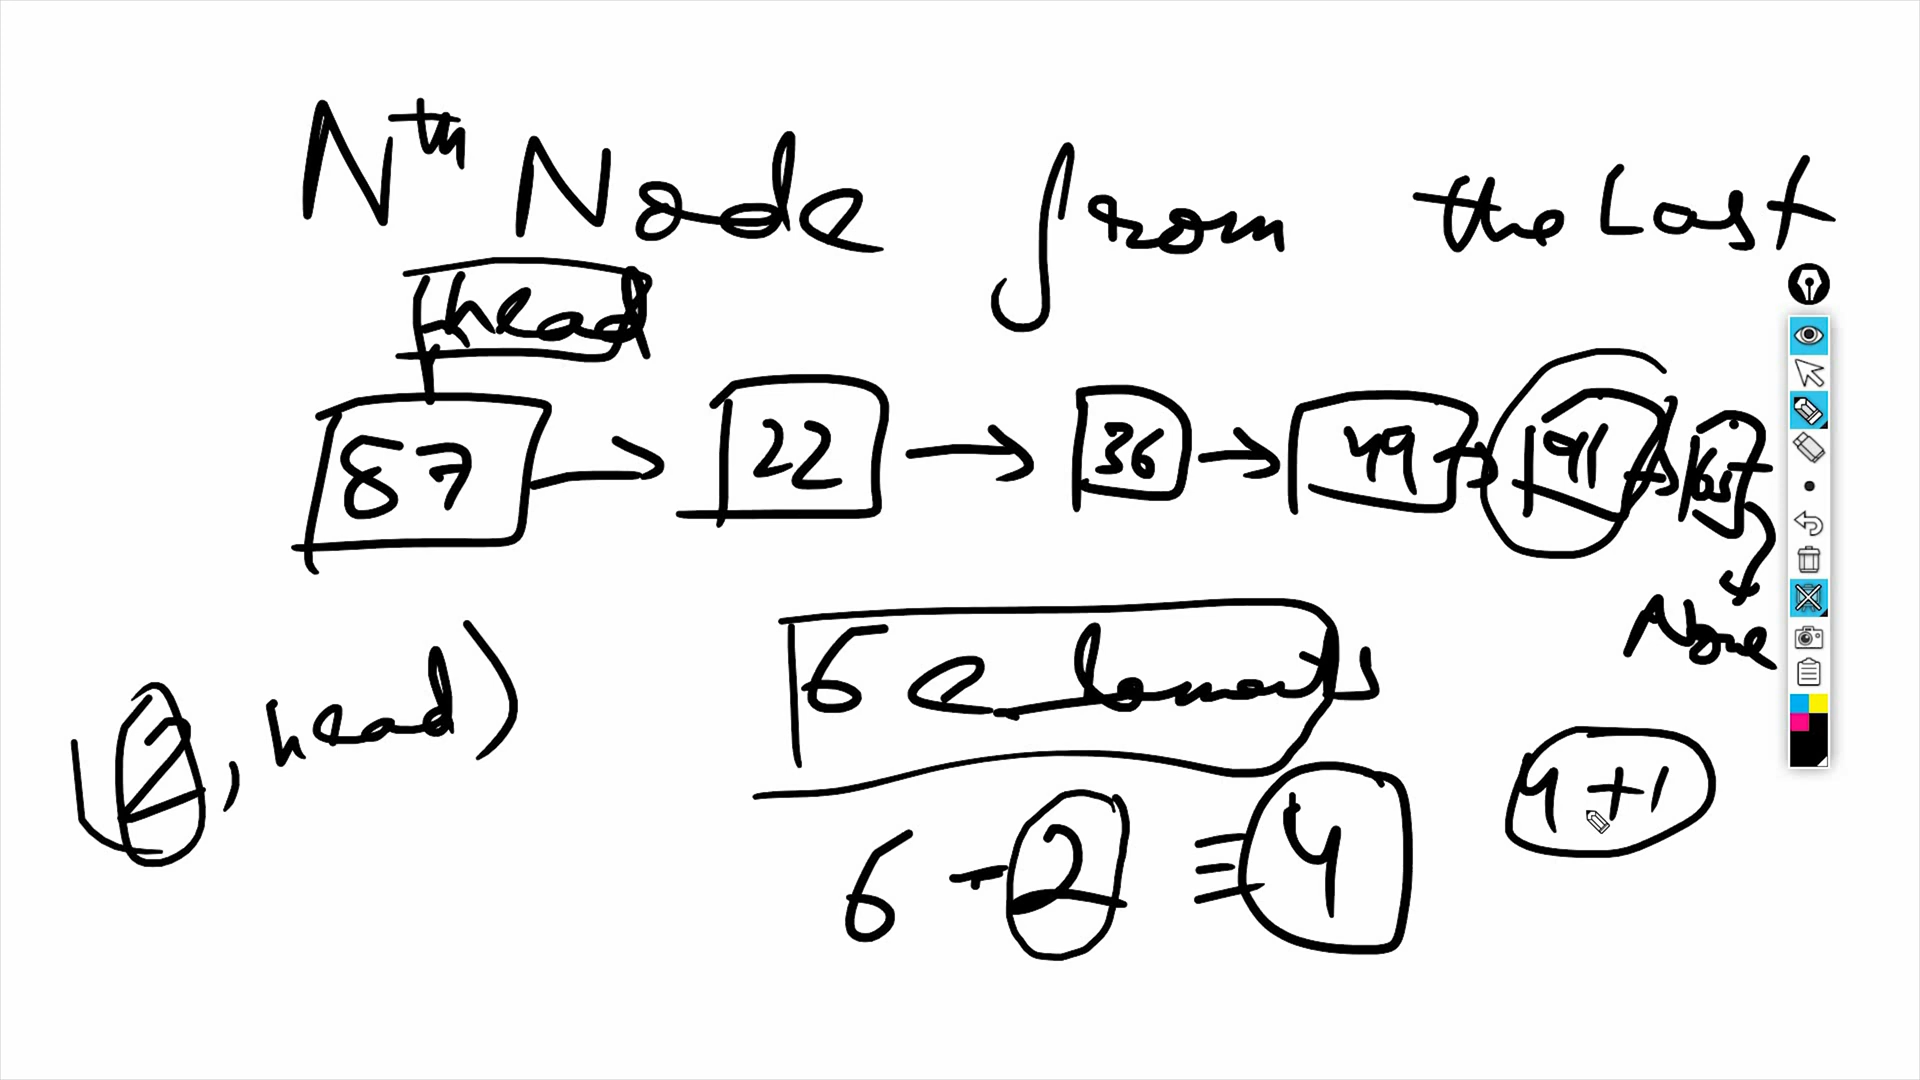 Nth Node from the Last
head
87 → 22 → 36 → 49 → 91 → 65
None
(2, head)
6 elements
6 - 2 = 4
4 + 1